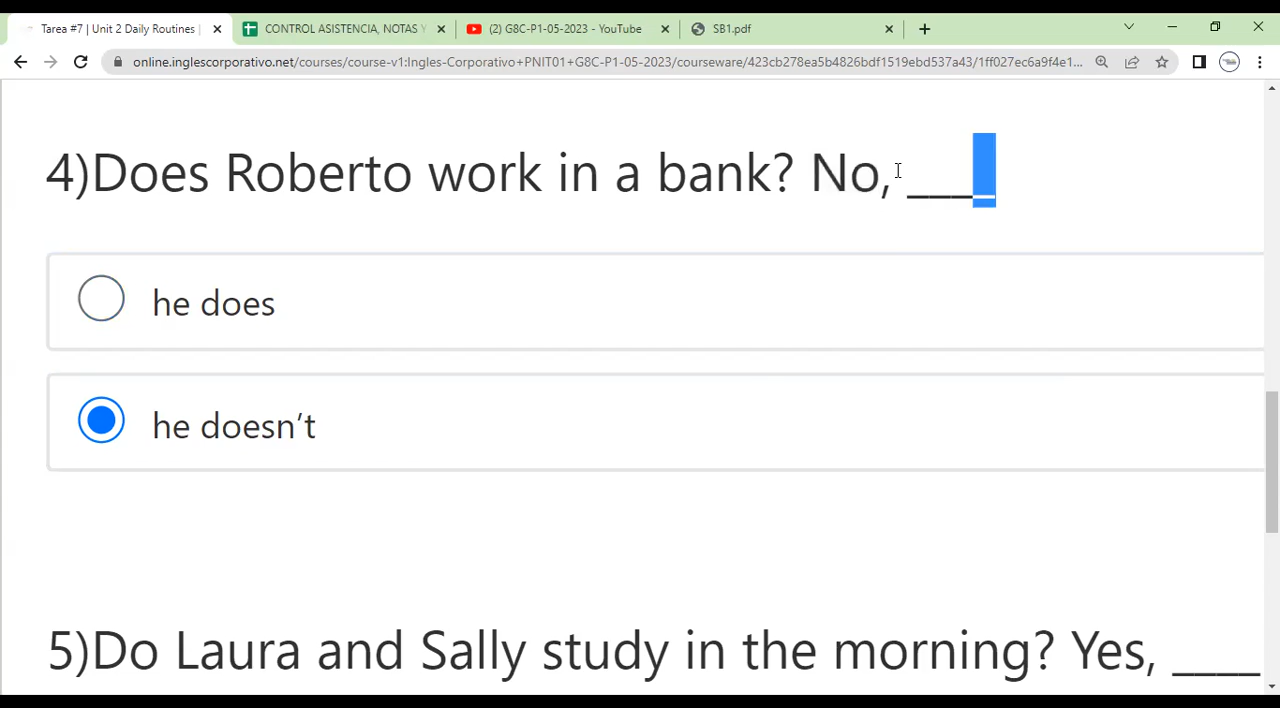 Tarea #7 | Unit 2 Daily Routines |
CONTROL ASISTENCIA, NOTAS Y
(2) G8C-P1-05-2023 - YouTube
SB1.pdf
online.inglescorporativo.net/courses/course-v1:Ingles-Corporativo+PNIT01+G8C-P1-05-2023/courseware/423cb278ea5b4826bdf1519ebd537a43/1ff027ec6a9f4e1...
4)Does Roberto work in a bank? No, ____
he does
he doesn’t
5)Do Laura and Sally study in the morning? Yes, ____